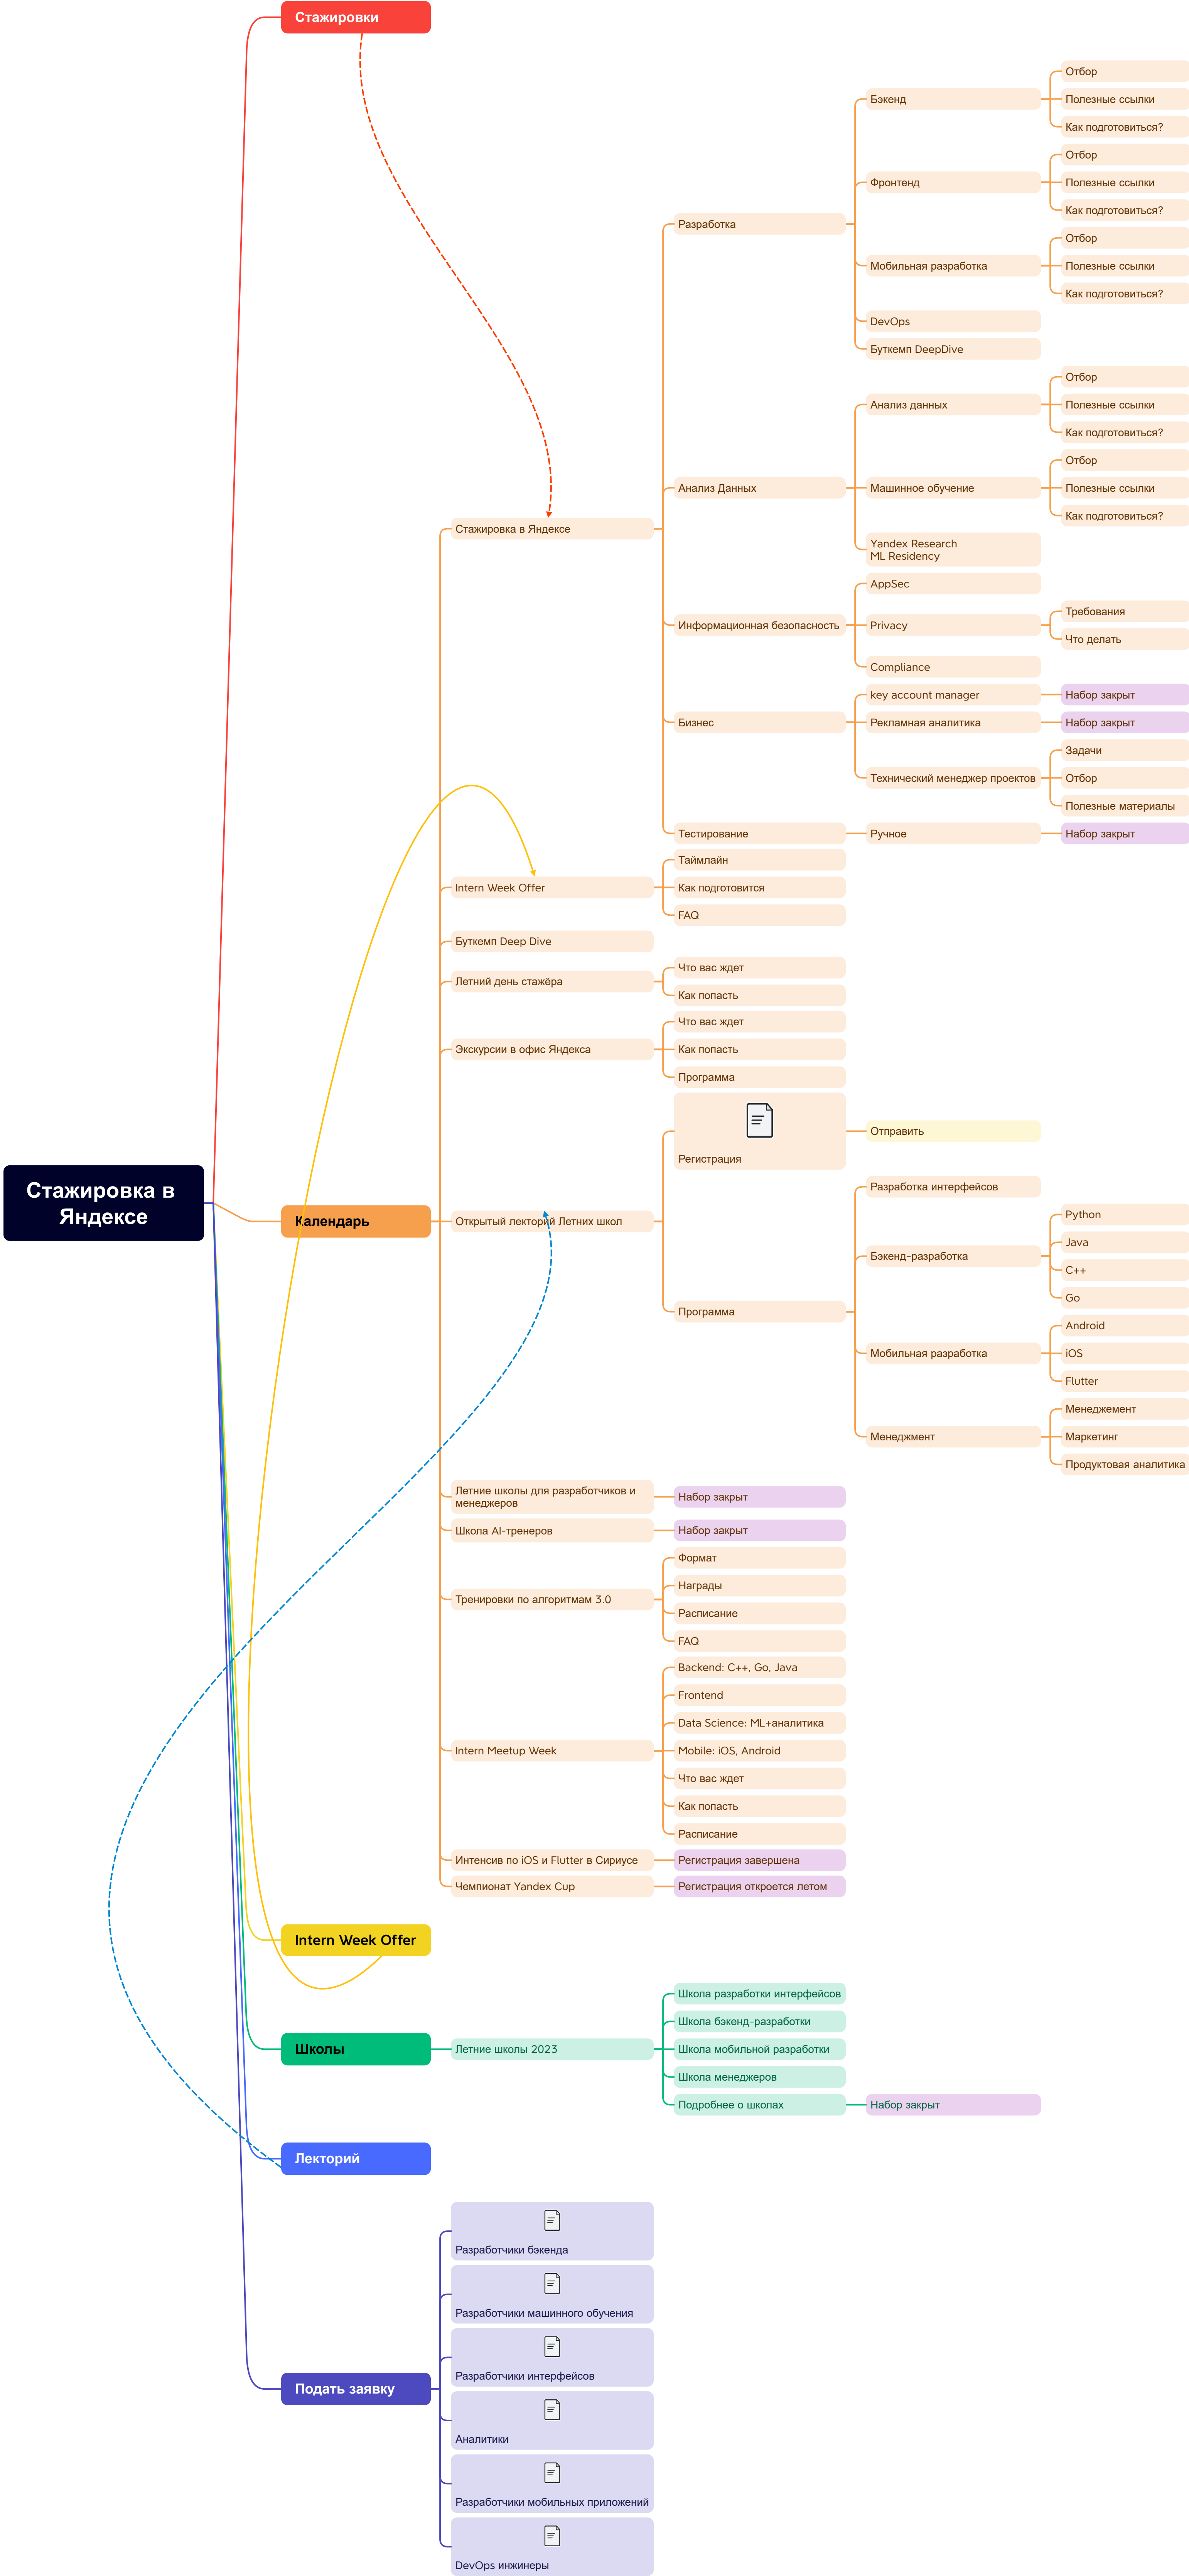 Стажировки
Отбор
Бэкенд
Полезные ссылки
Как подготовиться?
Отбор
Фронтенд
Полезные ссылки
Как подготовиться?
Разработка
Отбор
Мобильная разработка
Полезные ссылки
Как подготовиться?
DevOps
Буткемп DeepDive
Отбор
Анализ данных
Полезные ссылки
Как подготовиться?
Отбор
Анализ Данных
Машинное обучение
Полезные ссылки
Как подготовиться?
Стажировка в Яндексе
Yandex Research
ML Residency
AppSec
Требования
Информационная безопасность
Privacy
Что делать
Compliance
key account manager
Набор закрыт
Бизнес
Рекламная аналитика
Набор закрыт
Задачи
Технический менеджер проектов
Отбор
Полезные материалы
Тестирование
Ручное
Набор закрыт
Таймлайн
Intern Week Offer
Как подготовится
FAQ
Буткемп Deep Dive
Что вас ждет
Летний день стажёра
Как попасть
Что вас ждет
Экскурсии в офис Яндекса
Как попасть
Программа
Отправить
Регистрация
Стажировка в
Яндексе
Календарь
Открытый лекторий Летних школ
Разработка интерфейсов
Python
Java
Бэкенд-разработка
C++
Go
Программа
Android
Мобильная разработка
iOS
Flutter
Менеджемент
Менеджмент
Маркетинг
Продуктовая аналитика
Летние школы для разработчиков и
менеджеров
Набор закрыт
Школа AI-тренеров
Набор закрыт
Формат
Награды
Тренировки по алгоритмам 3.0
Расписание
FAQ
Backend: C++, Go, Java
Frontend
Data Science: ML+аналитика
Intern Meetup Week
Mobile: iOS, Android
Что вас ждет
Как попасть
Расписание
Интенсив по iOS и Flutter в Сириусе
Регистрация завершена
Чемпионат Yandex Cup
Регистрация откроется летом
Intern Week Offer
Школа разработки интерфейсов
Школа бэкенд-разработки
Школы
Летние школы 2023
Школа мобильной разработки
Школа менеджеров
Подробнее о школах
Набор закрыт
Лекторий
Разработчики бэкенда
Разработчики машинного обучения
Разработчики интерфейсов
Подать заявку
Аналитики
Разработчики мобильных приложений
DevOps инжинеры